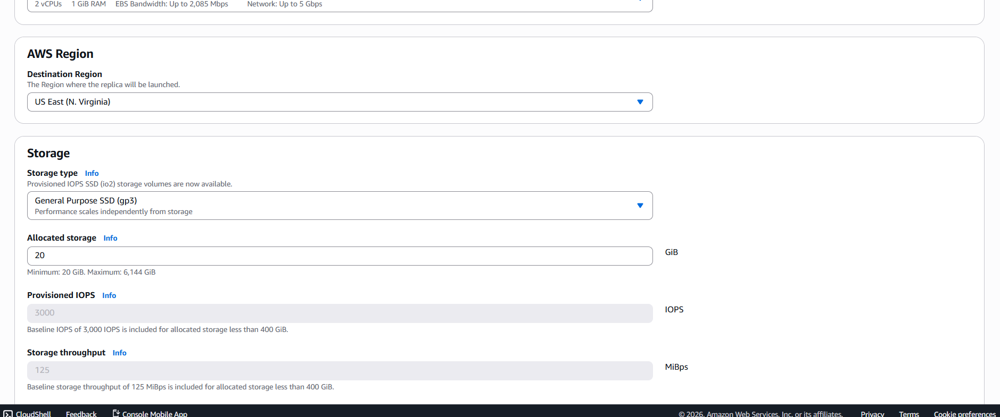 2 vCPUs 1 GiB RAM EBS Bandwidth: Up to 2,085 Mbps Network: Up to 5 Gbps
AWS Region
Destination Region
The Region where the replica will be launched.
US East (N. Virginia)
Storage
Storage type Info
Provisioned IOPS SSD (io2) storage volumes are now available.
General Purpose SSD (gp3)
Performance scales independently from storage
Allocated storage Info
20 GiB
Minimum: 20 GiB. Maximum: 6,144 GiB
Provisioned IOPS Info
3000 IOPS
Baseline IOPS of 3,000 IOPS is included for allocated storage less than 400 GiB.
Storage throughput Info
125 MiBps
Baseline storage throughput of 125 MiBps is included for allocated storage less than 400 GiB.
CloudShell Feedback Console Mobile App © 2026, Amazon Web Services, Inc. or its affiliates. Privacy Terms Cookie preferences